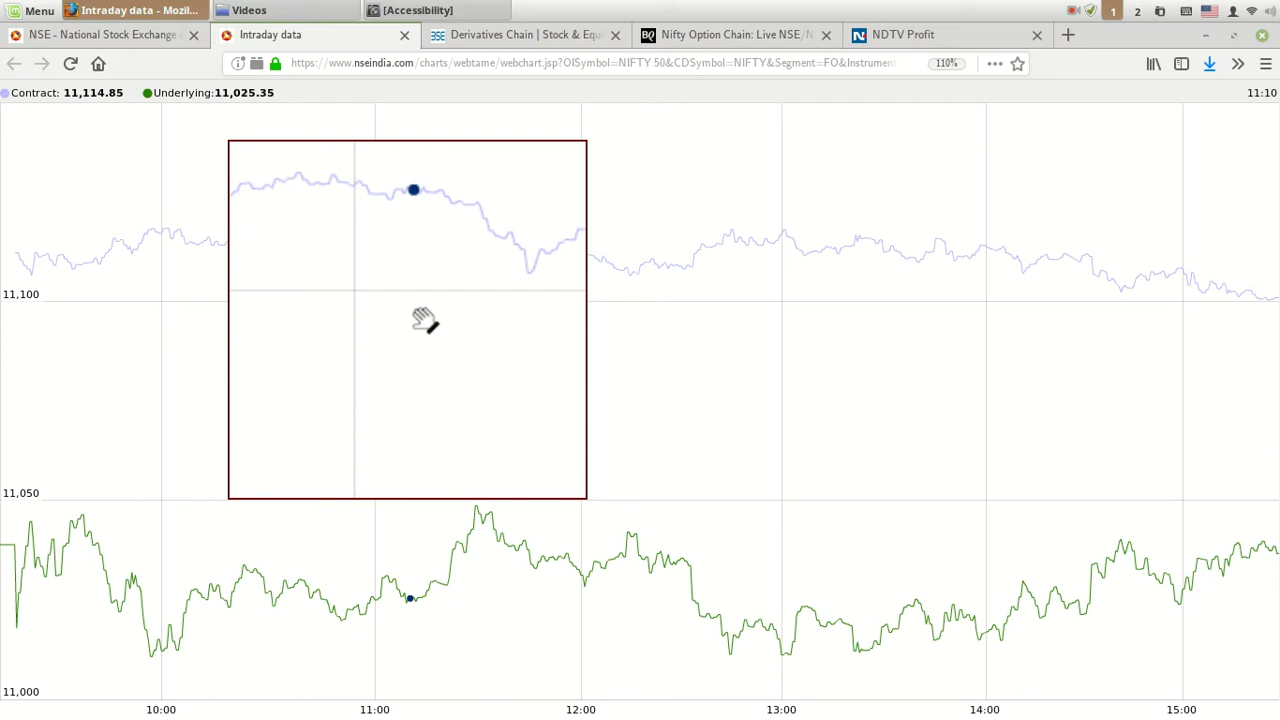 Menu Intraday data - Mozil... Videos [Accessibility] 1 2
NSE - National Stock Exchange Intraday data Derivatives Chain | Stock & Equ Nifty Option Chain: Live NSE/N NDTV Profit
https://www.nseindia.com/charts/webtame/webchart.jsp?OISymbol=NIFTY 50&CDSymbol=NIFTY&Segment=FO&Instrument 110%
Contract: 11,114.85 Underlying:11,025.35 11:10
11,100
11,050
11,000
10:00 11:00 12:00 13:00 14:00 15:00